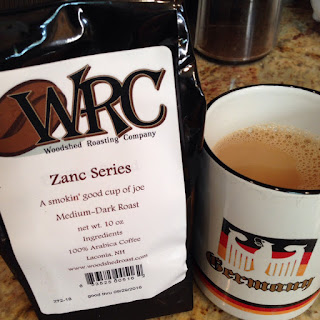 WRC
Woodshed Roasting Company
Zanc Series
A smokin' good cup of joe
Medium-Dark Roast
net wt. 10 oz
Ingredients
100% Arabica Coffee
Laconia, NH
www.woodshedroast.com
Germany